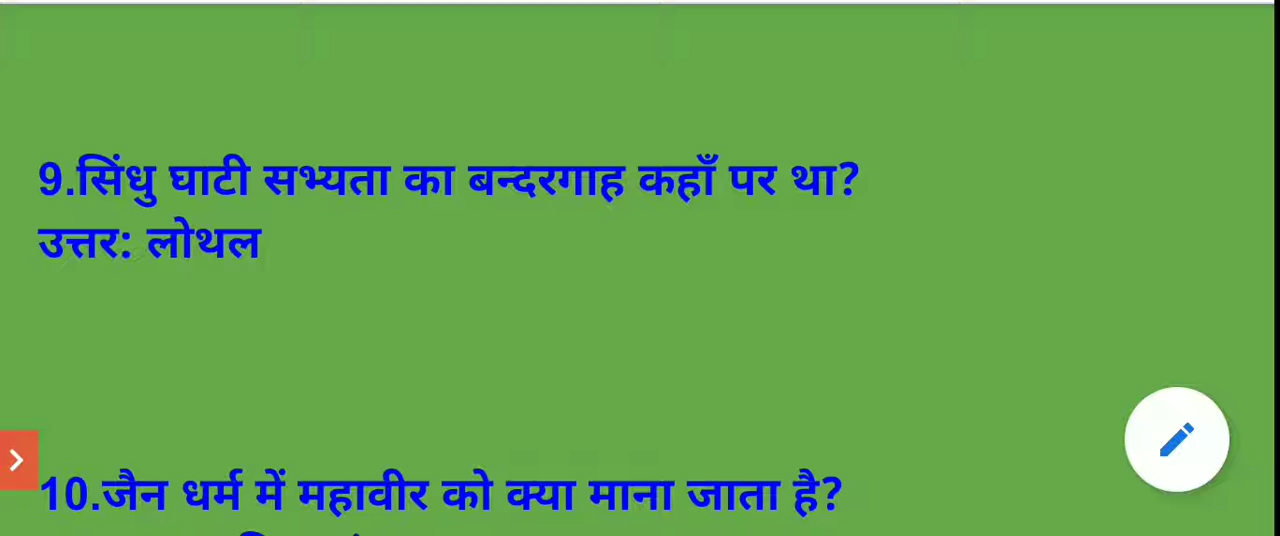 9.सिंधु घाटी सभ्यता का बन्दरगाह कहाँ पर था?
उत्तर: लोथल
10.जैन धर्म में महावीर को क्या माना जाता है?